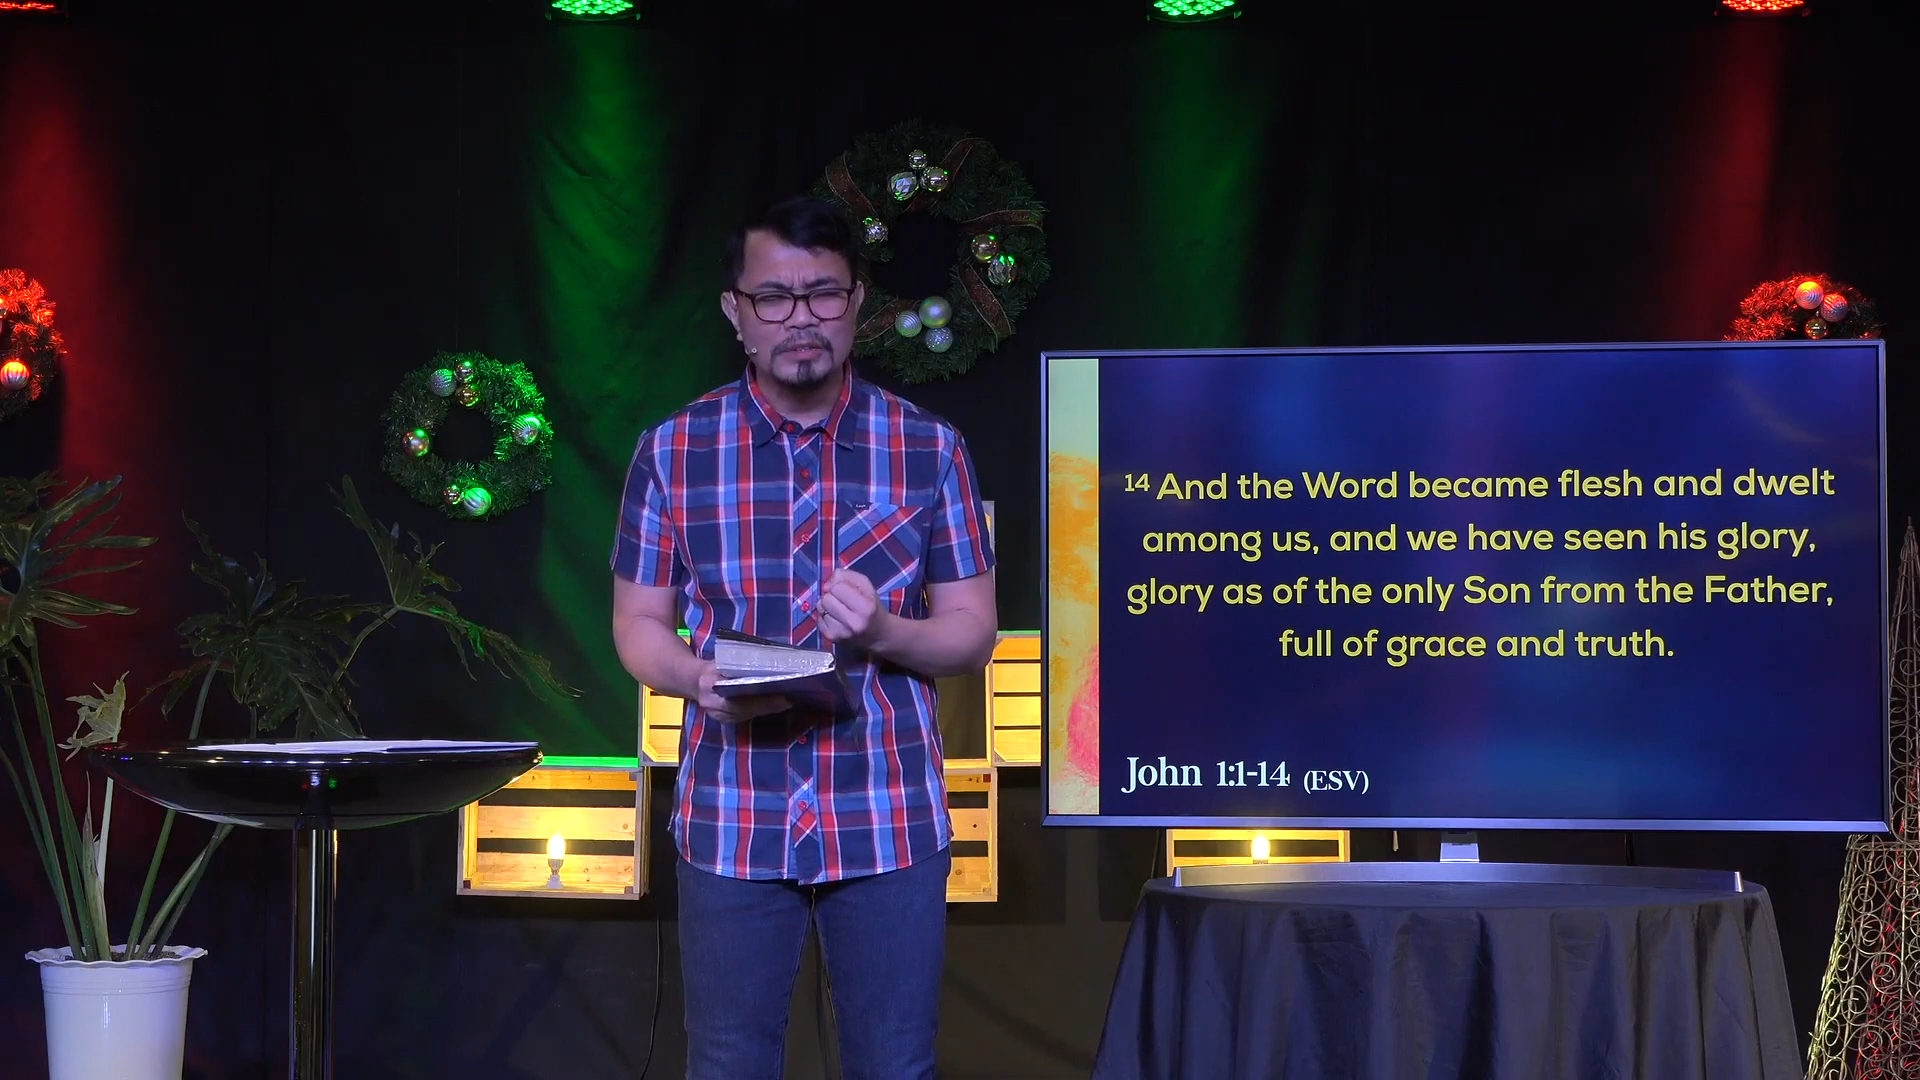 14 And the Word became flesh and dwelt
among us, and we have seen his glory,
glory as of the only Son from the Father,
full of grace and truth.
John 1:1-14 (ESV)